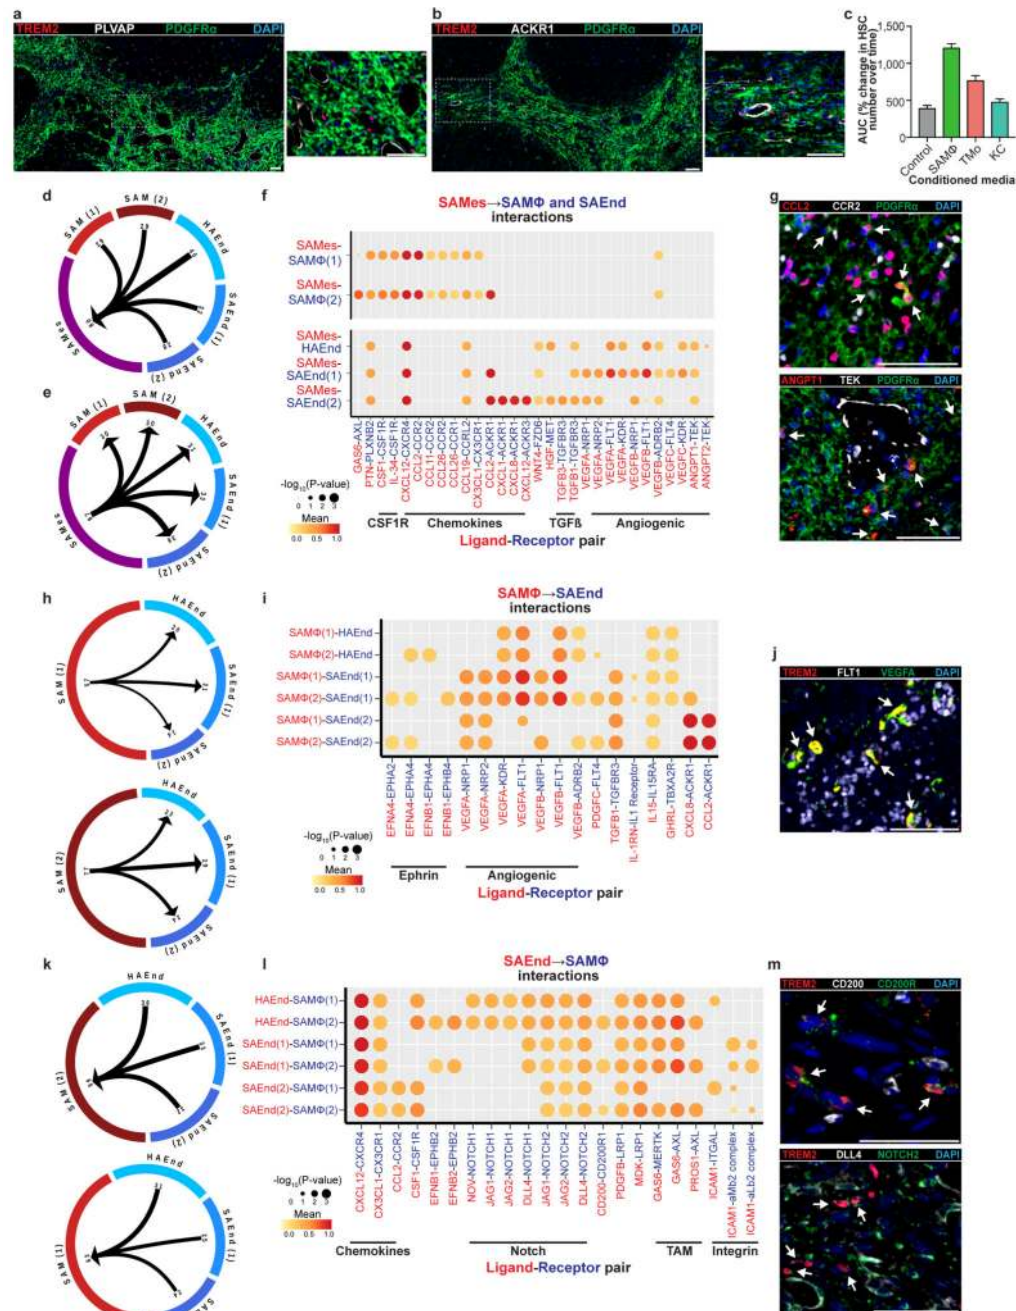 a
TREM2 PLVAP PDGFRα DAPI
b
TREM2 ACKR1 PDGFRα DAPI
c
AUC (% change in HSC
number over time)
1,500
1,000
500
0
Control
SAMΦ
TMo
KC
Conditioned media
d
SAM (1)
SAM (2)
HAEnd
SAEnd (1)
SAEnd (2)
SAMes
e
SAM (1)
SAM (2)
HAEnd
SAEnd (1)
SAEnd (2)
SAMes
f
SAMes→SAMΦ and SAEnd
interactions
SAMes-
SAMΦ(1)
SAMes-
SAMΦ(2)
SAMes-
HAEnd
SAMes-
SAEnd(1)
SAMes-
SAEnd(2)
GAS6-AXL
PTN-PLXNB2
CSF1-CSF1R
IL-34-CSF1R
CXCL12-CXCR4
CCL2-CCR2
CCL11-CCR2
CCL26-CCR2
CCL26-CCR1
CCL19-CCRL2
CX3CL1-CX3CR1
CCL2-ACKR1
CXCL1-ACKR1
CXCL8-ACKR1
CXCL12-ACKR3
WNT4-FZD6
HGF-MET
TGFB3-TGFBR3
TGFB1-TGFBR3
VEGFA-NRP1
VEGFA-NRP2
VEGFA-FLT1
VEGFA-KDR
VEGFB-NRP1
VEGFB-FLT1
VEGFB-ADRB2
VEGFC-FLT4
VEGFC-KDR
ANGPT1-TEK
ANGPT2-TEK
-log10(P-value)
0 1 2 3
Mean
0.0 1.0
CSF1R Chemokines TGFß Angiogenic
Ligand-Receptor pair
g
CCL2 CCR2 PDGFRα DAPI
ANGPT1 TEK PDGFRα DAPI
h
SAM (1)
HAEnd
SAEnd (1)
SAEnd (2)
SAM (2)
HAEnd
SAEnd (1)
SAEnd (2)
i
SAMΦ→SAEnd
interactions
SAMΦ(1)-HAEnd
SAMΦ(2)-HAEnd
SAMΦ(1)-SAEnd(1)
SAMΦ(2)-SAEnd(1)
SAMΦ(1)-SAEnd(2)
SAMΦ(2)-SAEnd(2)
EFNA4-EPHA2
EFNA4-EPHA4
EFNB1-EPHA4
EFNB1-EPHB4
VEGFA-NRP1
VEGFA-NRP2
VEGFA-KDR
VEGFA-FLT1
VEGFB-NRP1
VEGFB-FLT1
VEGFB-ADRB2
PDGFC-FLT4
TGFB1-TGFBR3
IL-1RN-IL1 Receptor
IL15-IL15RA
GHRL-TBXA2R
CXCL8-ACKR1
CCL2-ACKR1
-log10(P-value)
0 1 2 3
Mean
0.0 1.0
Ephrin Angiogenic
Ligand-Receptor pair
j
TREM2 FLT1 VEGFA DAPI
k
HAEnd
SAEnd (1)
SAEnd (2)
SAM (2)
HAEnd
SAEnd (1)
SAM (1)
l
SAEnd→SAMΦ
interactions
HAEnd-SAMΦ(1)
HAEnd-SAMΦ(2)
SAEnd(1)-SAMΦ(1)
SAEnd(1)-SAMΦ(2)
SAEnd(2)-SAMΦ(1)
SAEnd(2)-SAMΦ(2)
CXCL12-CXCR4
CX3CL1-CX3CR1
CCL2-CCR2
CSF1-CSF1R
EFNB1-EPHB2
EFNB2-EPHB2
NOV-NOTCH1
JAG1-NOTCH1
JAG2-NOTCH1
DLL4-NOTCH1
JAG1-NOTCH2
JAG2-NOTCH2
DLL4-NOTCH2
CD200-CD200R1
PDGFB-LRP1
MDK-LRP1
GAS6-MERTK
GAS6-AXL
PROS1-AXL
ICAM1-ITGAL
ICAM1-aMb2 complex
ICAM1-aLb2 complex
-log10(P-value)
0 1 2 3
Mean
0.0 1.0
Chemokines Notch TAM Integrin
Ligand-Receptor pair
m
TREM2 CD200 CD200R DAPI
TREM2 DLL4 NOTCH2 DAPI